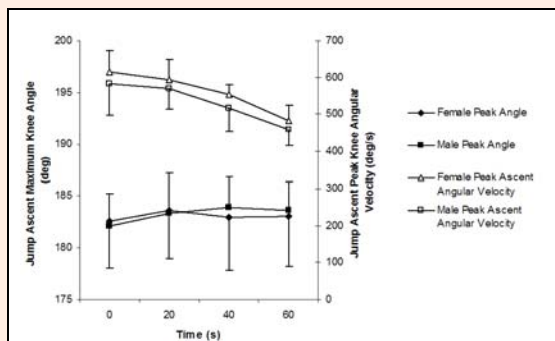 Jump Ascent Maximum Knee Angle
(deg)
200
195
190
185
180
175
0
20
40
60
Time (s)
700
600
500
400
300
200
100
0
Jump Ascent Peak Knee Angular
Velocity (deg/s)
Female Peak Angle
Male Peak Angle
Female Peak Ascent
Angular Velocity
Male Peak Ascent
Angular Velocity